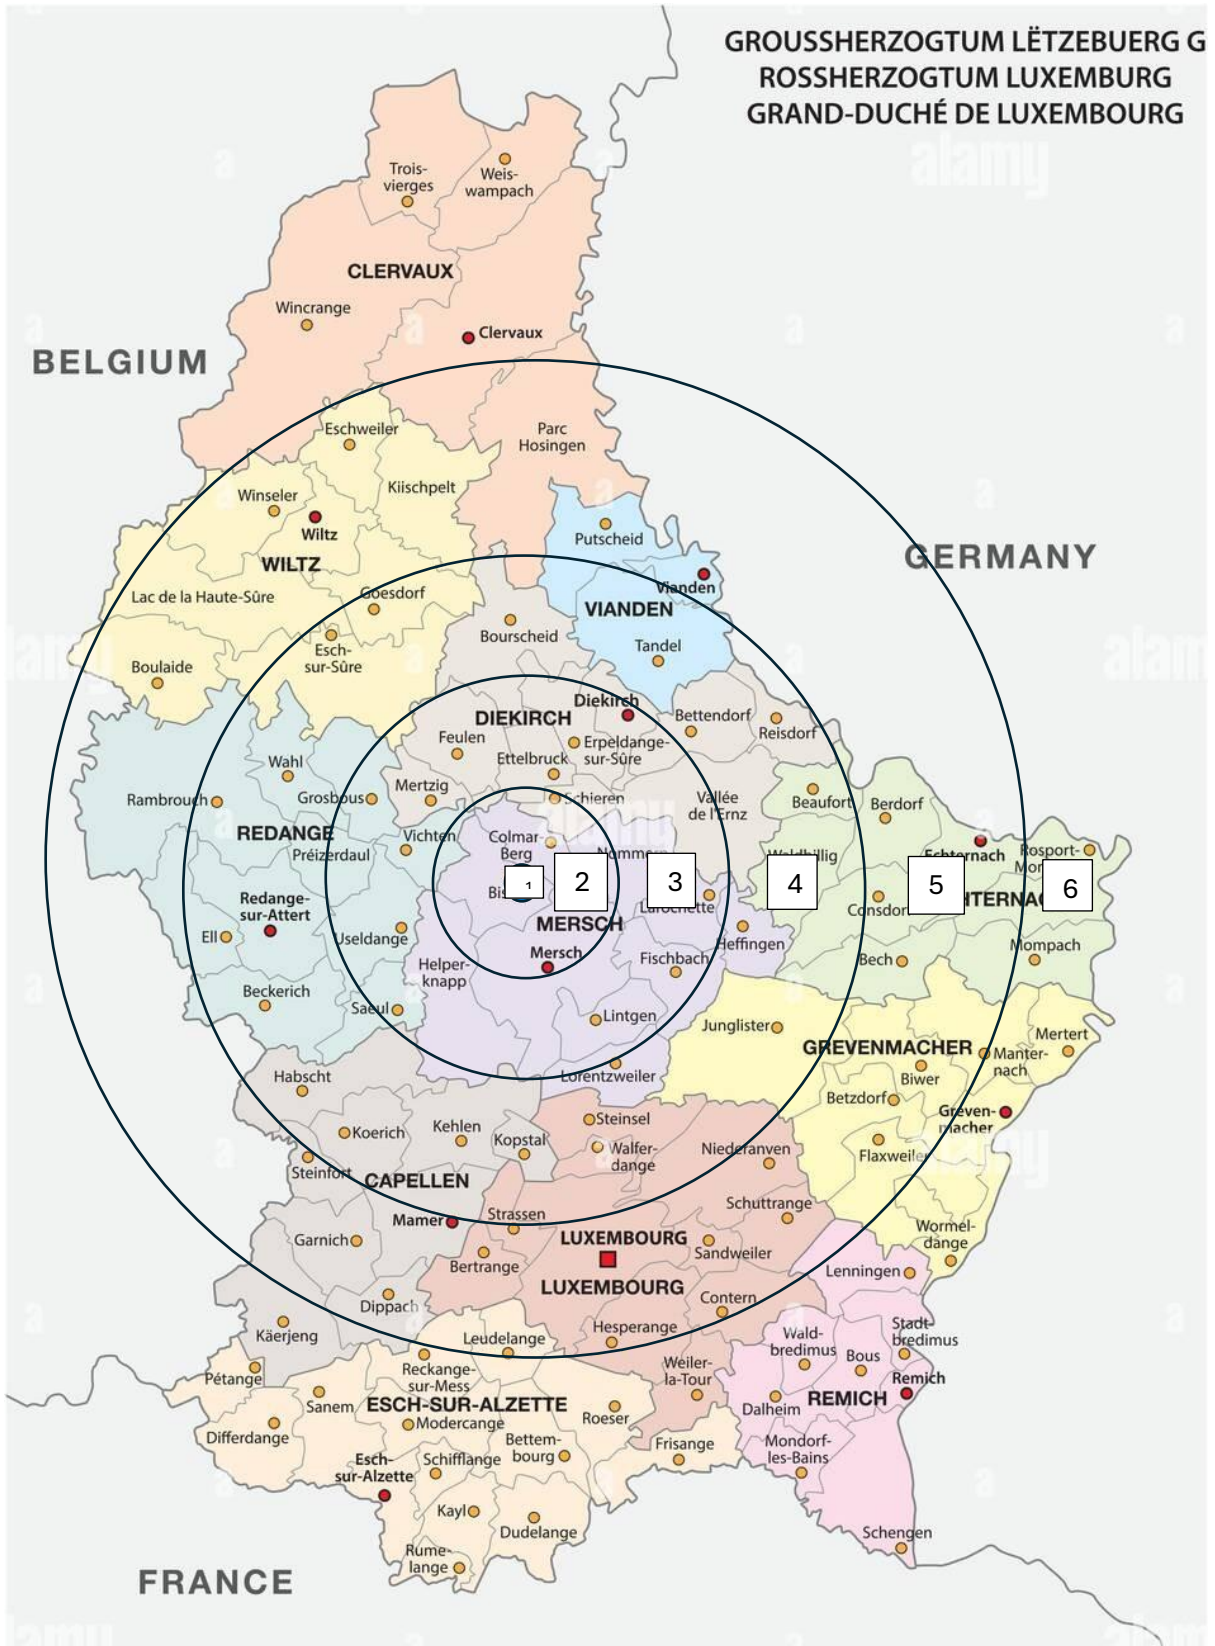 GROUSSHERZOGTUM LËTZEBUERG G
ROSSHERZOGTUM LUXEMBURG
GRAND-DUCHÉ DE LUXEMBOURG
alamy
Trois-
vierges
Weis-
wampach
CLERVAUX
Wincrange
Clervaux
BELGIUM
Eschweiler
Parc
Hosingen
Kiischpelt
Winseler
Wiltz
WILTZ
Putscheid
GERMANY
Vianden
VIANDEN
Lac de la Haute-Sûre
Goesdorf
Bourscheid
Esch-
sur-Sûre
Tandel
Boulaide
Diekirch
DIEKIRCH
Bettendorf
Reisdorf
Feulen
Erpeldange-
sur-Sûre
Ettelbruck
Wahl
Mertzig
Grosbous
Rambrouch
Schieren
Vallée
de l'Ernz
Beaufort
Berdorf
REDANGE
Vichten
Préizerdaul
Colmar-
Berg
Nommern
Waldbillig
Echternach
Rosport-
Mom
Bis
1
2
3
4
5
6
HTERNAC
Redange-
sur-Attert
Larochette
Consdor
MERSCH
Ell
Useldange
Heffingen
Mompach
Mersch
Helper-
knapp
Fischbach
Bech
Beckerich
Saeul
Lintgen
Junglister
GREVENMACHER
Mertert
Manter-
nach
Biwer
Habscht
Lorentzweiler
Betzdorf
Greven-
macher
Koerich
Kehlen
Kopstal
Steinsel
Walfer-
dange
Niederanven
Flaxweiler
Steinfort
CAPELLEN
Schuttrange
Mamer
Strassen
Garnich
LUXEMBOURG
Sandweiler
Wormel-
dange
Bertrange
LUXEMBOURG
Lenningen
Dippach
Contern
Käerjeng
Leudelange
Hesperange
Wald-
bredimus
Stadt-
bredimus
Reckange-
sur-Mess
Weiler-
la-Tour
Bous
Remich
Pétange
Sanem
ESCH-SUR-ALZETTE
REMICH
Dalheim
Modercange
Roeser
Differdange
Bettem-
bourg
Frisange
Mondorf-
les-Bains
Esch-
sur-Alzette
Schifflange
Kayl
Dudelange
Schengen
Rume-
lange
FRANCE